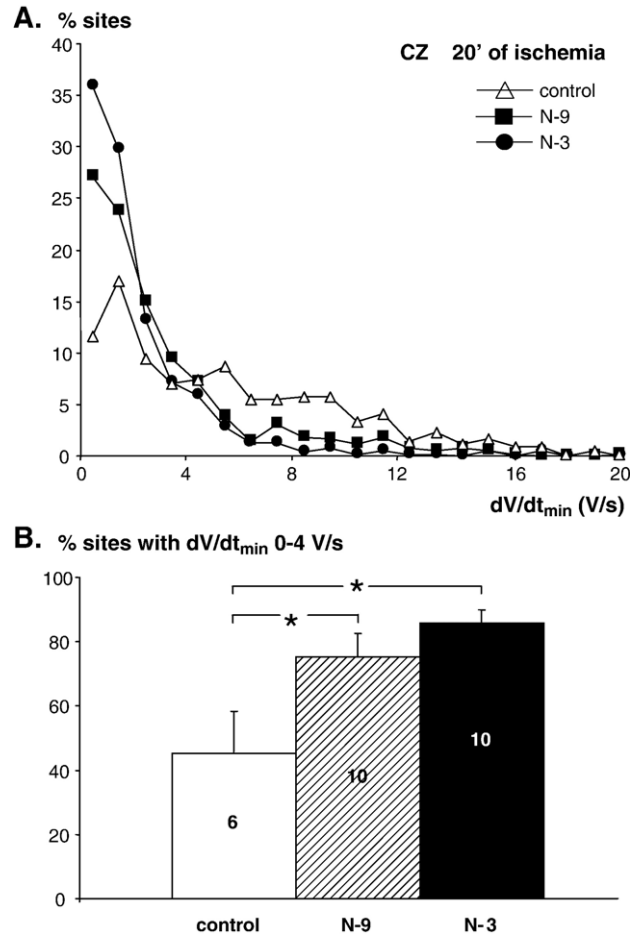 A. % sites
CZ 20' of ischemia
control
N-9
N-3
40
35
30
25
20
15
10
5
0
0 4 8 12 16 20
dV/dtmin (V/s)
B. % sites with dV/dtmin 0-4 V/s
100
80
60
40
20
0
* *
6 10 10
control N-9 N-3